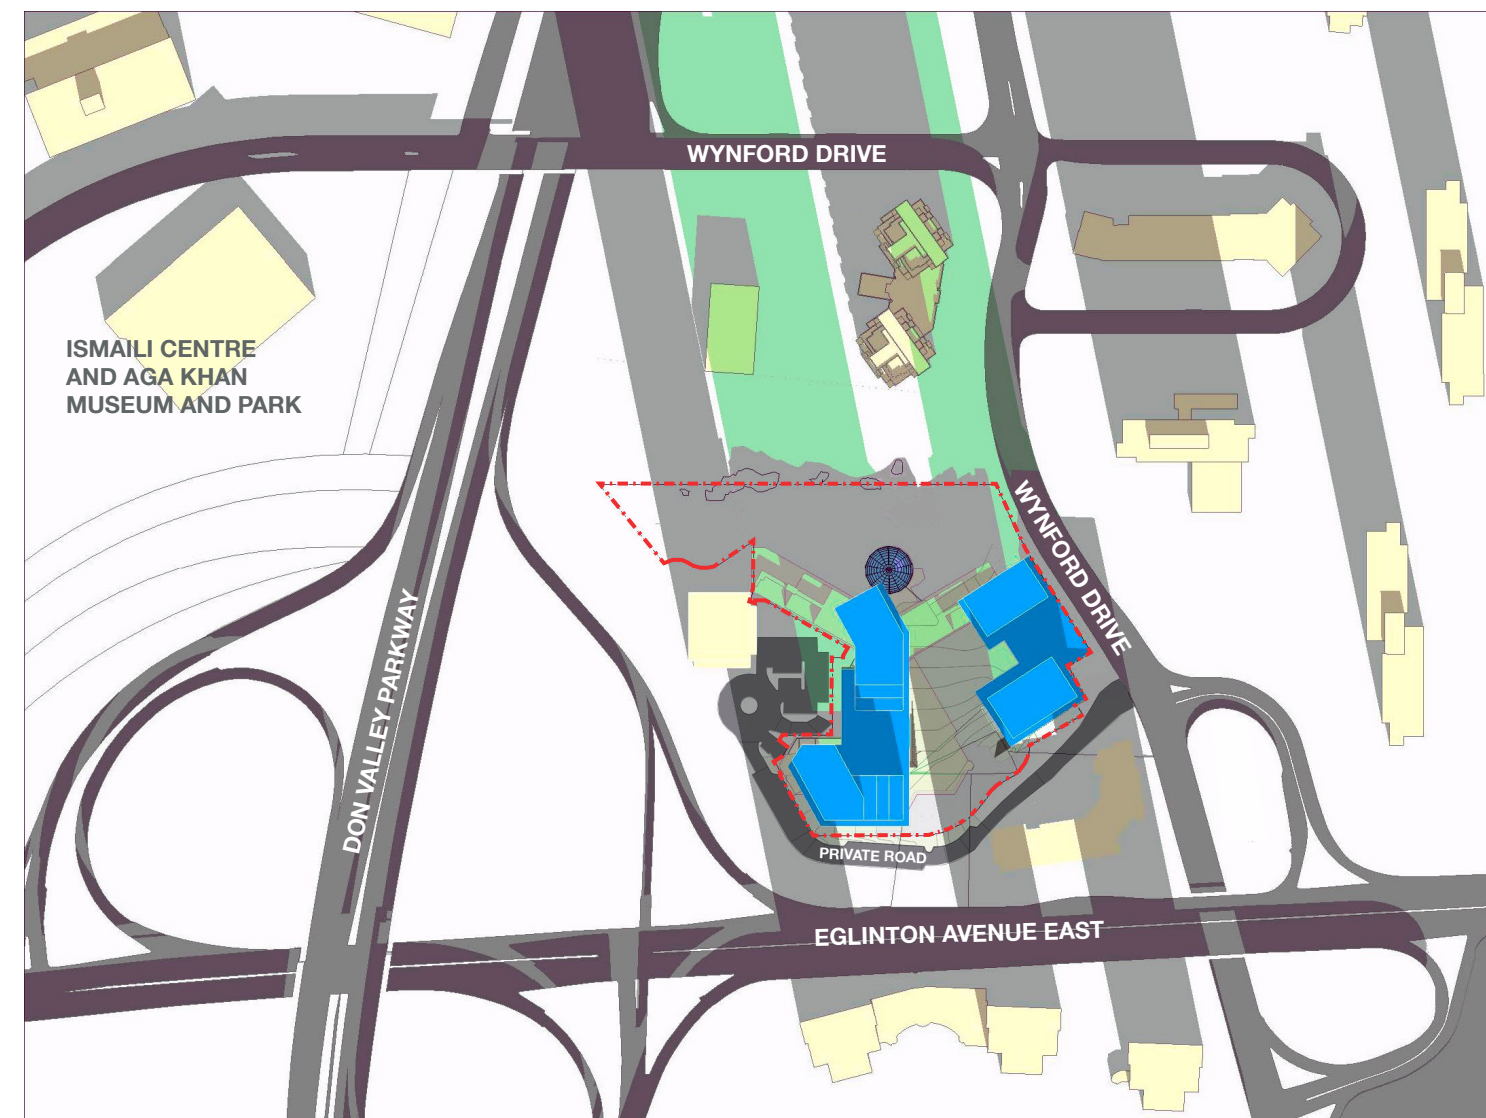 WYNFORD DRIVE
ISMAILI CENTRE
AND AGA KHAN
MUSEUM AND PARK
WYNFORD DRIVE
DON VALLEY PARKWAY
PRIVATE ROAD
EGLINTON AVENUE EAST